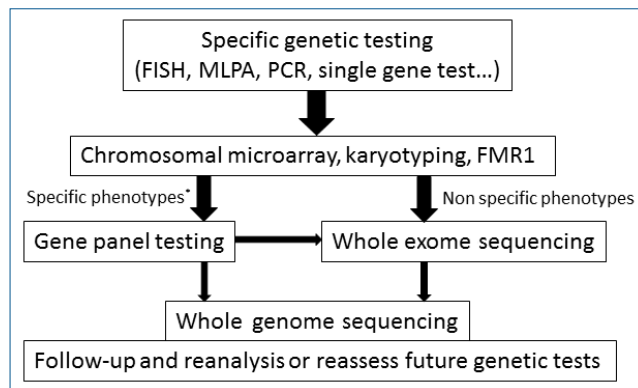 Specific genetic testing
(FISH, MLPA, PCR, single gene test...)
Chromosomal microarray, karyotyping, FMR1
Specific phenotypes*
Non specific phenotypes
Gene panel testing
Whole exome sequencing
Whole genome sequencing
Follow-up and reanalysis or reassess future genetic tests